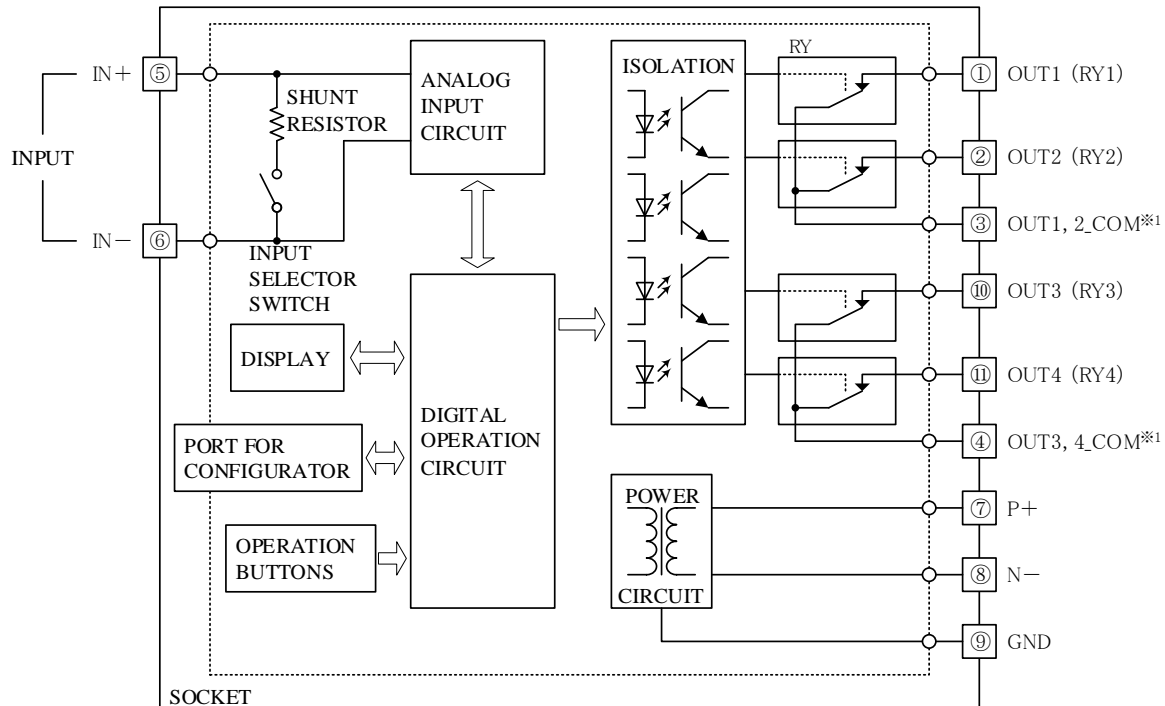 IN+ ⑤
INPUT
IN− ⑥
SHUNT
RESISTOR
INPUT
SELECTOR
SWITCH
ANALOG
INPUT
CIRCUIT
DISPLAY
PORT FOR
CONFIGURATOR
OPERATION
BUTTONS
DIGITAL
OPERATION
CIRCUIT
ISOLATION
RY
① OUT1 (RY1)
② OUT2 (RY2)
③ OUT1, 2_COM※1
⑩ OUT3 (RY3)
⑪ OUT4 (RY4)
④ OUT3, 4_COM※1
POWER
CIRCUIT
⑦ P+
⑧ N−
⑨ GND
SOCKET